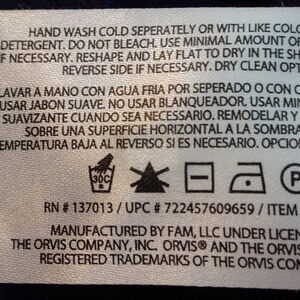 HAND WASH COLD SEPERATELY OR WITH LIKE COLO
DETERGENT. DO NOT BLEACH. USE MINIMAL AMOUNT OF
IF NECESSARY. RESHAPE AND LAY FLAT TO DRY IN THE SH
REVERSE SIDE IF NECESSARY. DRY CLEAN OPT
LAVAR A MANO CON AGUA FRIA POR SEPERADO O CON C
USAR JABON SUAVE. NO USAR BLANQUEADOR. USAR MI
SUAVIZANTE CUANDO SEA NECESARIO. REMODELAR Y
SOBRE UNA SUPERFICIE HORIZONTAL A LA SOMBRA
TEMPERATURA BAJA AL REVERSO SI ES NECESARIO. OPCIO
30C P
RN # 137013 / UPC # 722457609659 / ITEM
MANUFACTURED BY FAM, LLC UNDER LICEN
THE ORVIS COMPANY, INC. ORVIS® AND THE ORVIS
REGISTERED TRADEMARKS OF THE ORVIS CO